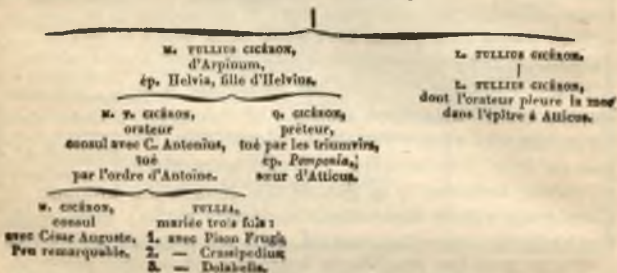 M. TULLIUS CICÉRON,
d'Arpinum,
ép. Helvia, fille d'Helvius.
L. TULLIUS CICÉRON,
L. TULLIUS CICÉRON,
dont l'orateur pleure la mort
dans l'épître à Atticus.
M. T. CICÉRON,
orateur
consul avec C. Antonius,
tué
par l'ordre d'Antoine.
Q. CICÉRON,
préteur,
tué par les triumvirs,
ép. Pomponia,
sœur d'Atticus.
M. CICÉRON,
consul
avec César Auguste.
Peu remarquable.
TULLIA,
mariée trois fois :
1. avec Pison Frugi,
2. — Crassipedius
3. — Dolabella.